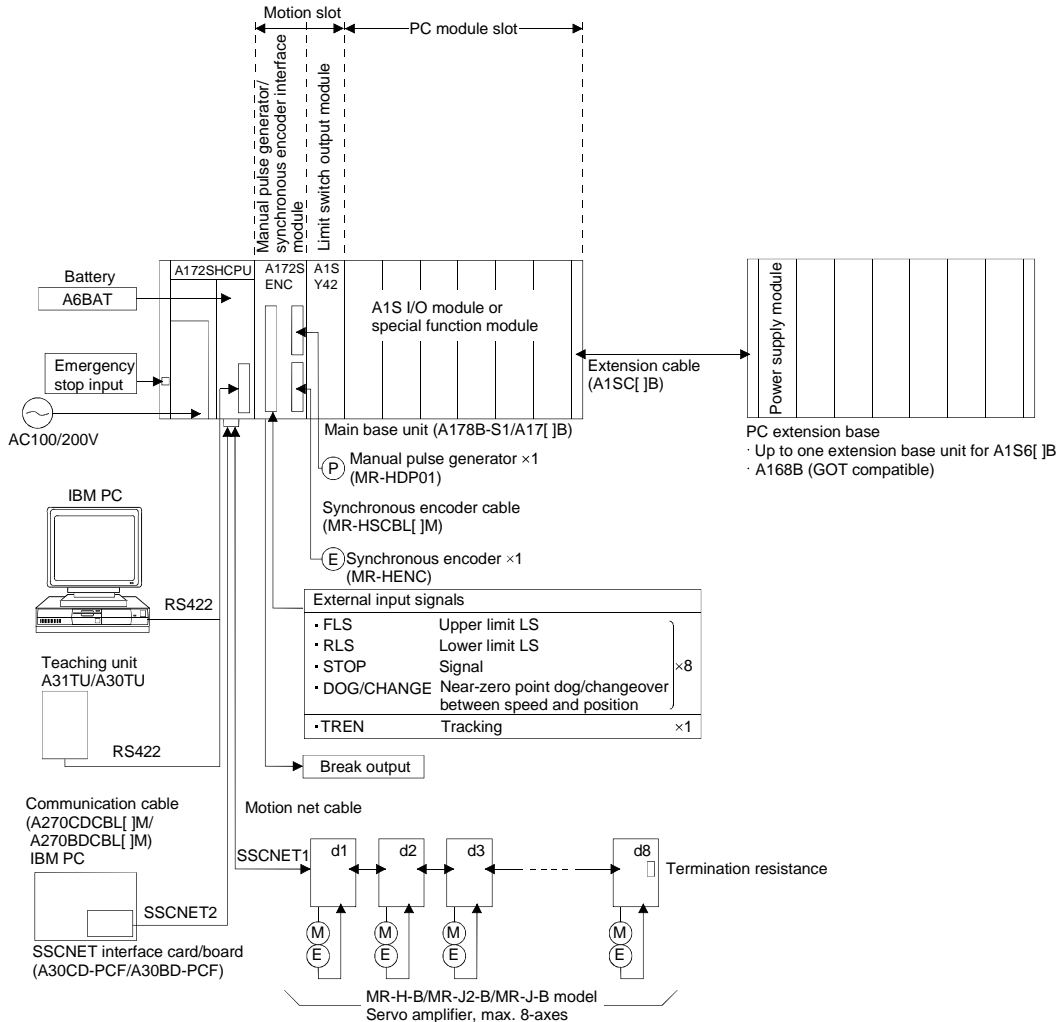 Motion slot
PC module slot
Manual pulse generator/
synchronous encoder interface
module
Limit switch output module
Battery
A6BAT
A172SHCPU
A172S
ENC
A1S
Y42
A1S I/O module or
special function module
Power supply module
Emergency
stop input
Extension cable
(A1SC[ ]B)
AC100/200V
Main base unit (A178B-S1/A17[ ]B)
PC extension base
· Up to one extension base unit for A1S6[ ]B
· A168B (GOT compatible)
P
Manual pulse generator ×1
(MR-HDP01)
IBM PC
Synchronous encoder cable
(MR-HSCBL[ ]M)
E
Synchronous encoder ×1
(MR-HENC)
RS422
External input signals
· FLS Upper limit LS
· RLS Lower limit LS
· STOP Signal
×8
· DOG/CHANGE Near-zero point dog/changeover
between speed and position
· TREN Tracking ×1
Teaching unit
A31TU/A30TU
RS422
Break output
Communication cable
(A270CDCBL[ ]M/
A270BDCBL[ ]M)
IBM PC
Motion net cable
SSCNET1
d1
d2
d3
d8
Termination resistance
SSCNET2
M
E
M
E
M
E
M
E
SSCNET interface card/board
(A30CD-PCF/A30BD-PCF)
MR-H-B/MR-J2-B/MR-J-B model
Servo amplifier, max. 8-axes